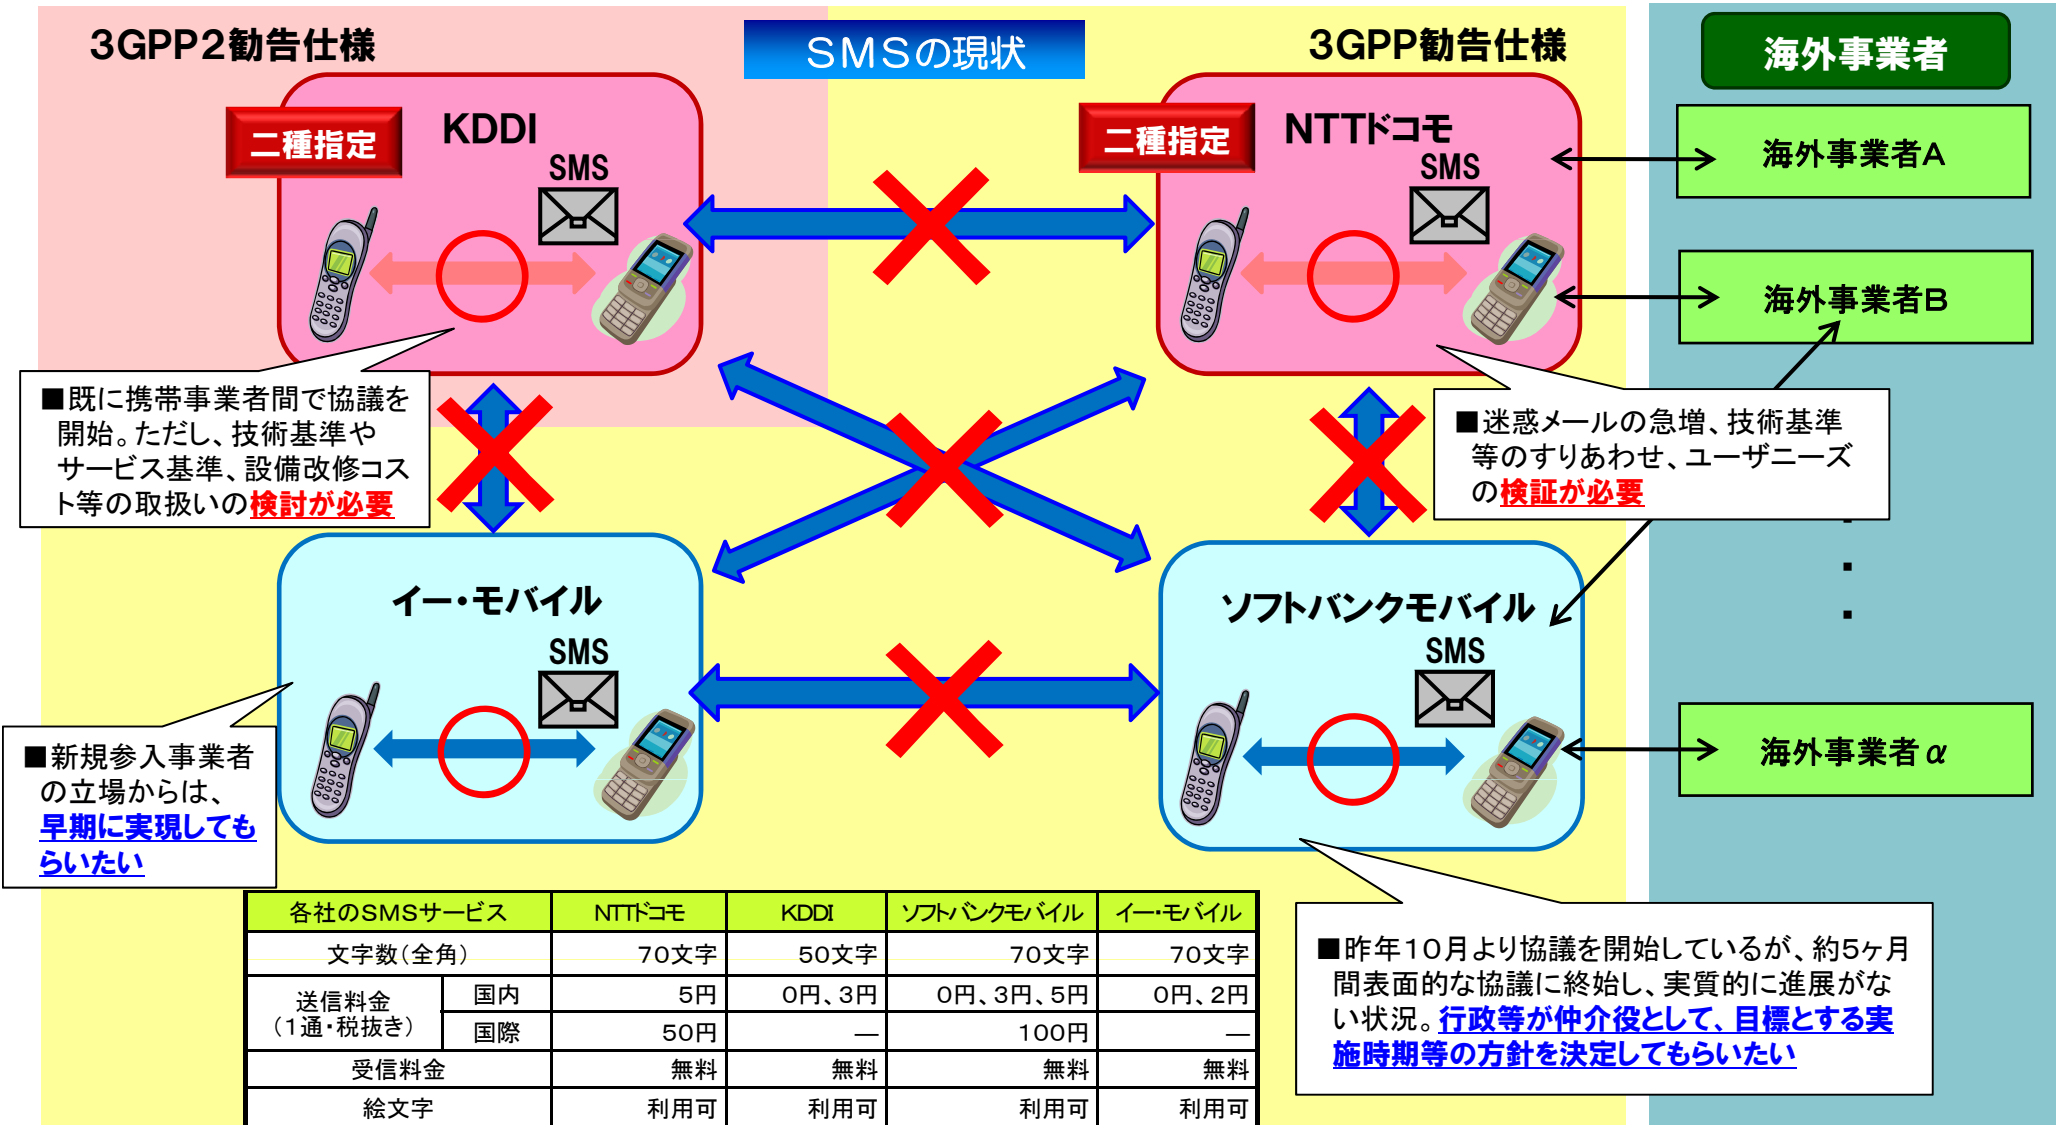 3GPP2勧告仕様
SMSの現状
3GPP勧告仕様
海外事業者
二種指定
KDDI
SMS
二種指定
NTTドコモ
SMS
海外事業者A
海外事業者B
■既に携帯事業者間で協議を
開始。ただし、技術基準や
サービス基準、設備改修コス
ト等の取扱いの検討が必要
■迷惑メールの急増、技術基準
等のすりあわせ、ユーザニーズ
の検証が必要
イー・モバイル
SMS
ソフトバンクモバイル
SMS
海外事業者α
■新規参入事業者
の立場からは、
早期に実現しても
らいたい
■昨年10月より協議を開始しているが、約5ヶ月
間表面的な協議に終始し、実質的に進展がな
い状況。行政等が仲介役として、目標とする実
施時期等の方針を決定してもらいたい
各社のSMSサービス NTTドコモ KDDI ソフトバンクモバイル イー・モバイル
文字数(全角) 70文字 50文字 70文字 70文字
送信料金
(1通・税抜き)
国内 5円 0円、3円 0円、3円、5円 0円、2円
国際 50円 ― 100円 ―
受信料金 無料 無料 無料 無料
絵文字 利用可 利用可 利用可 利用可